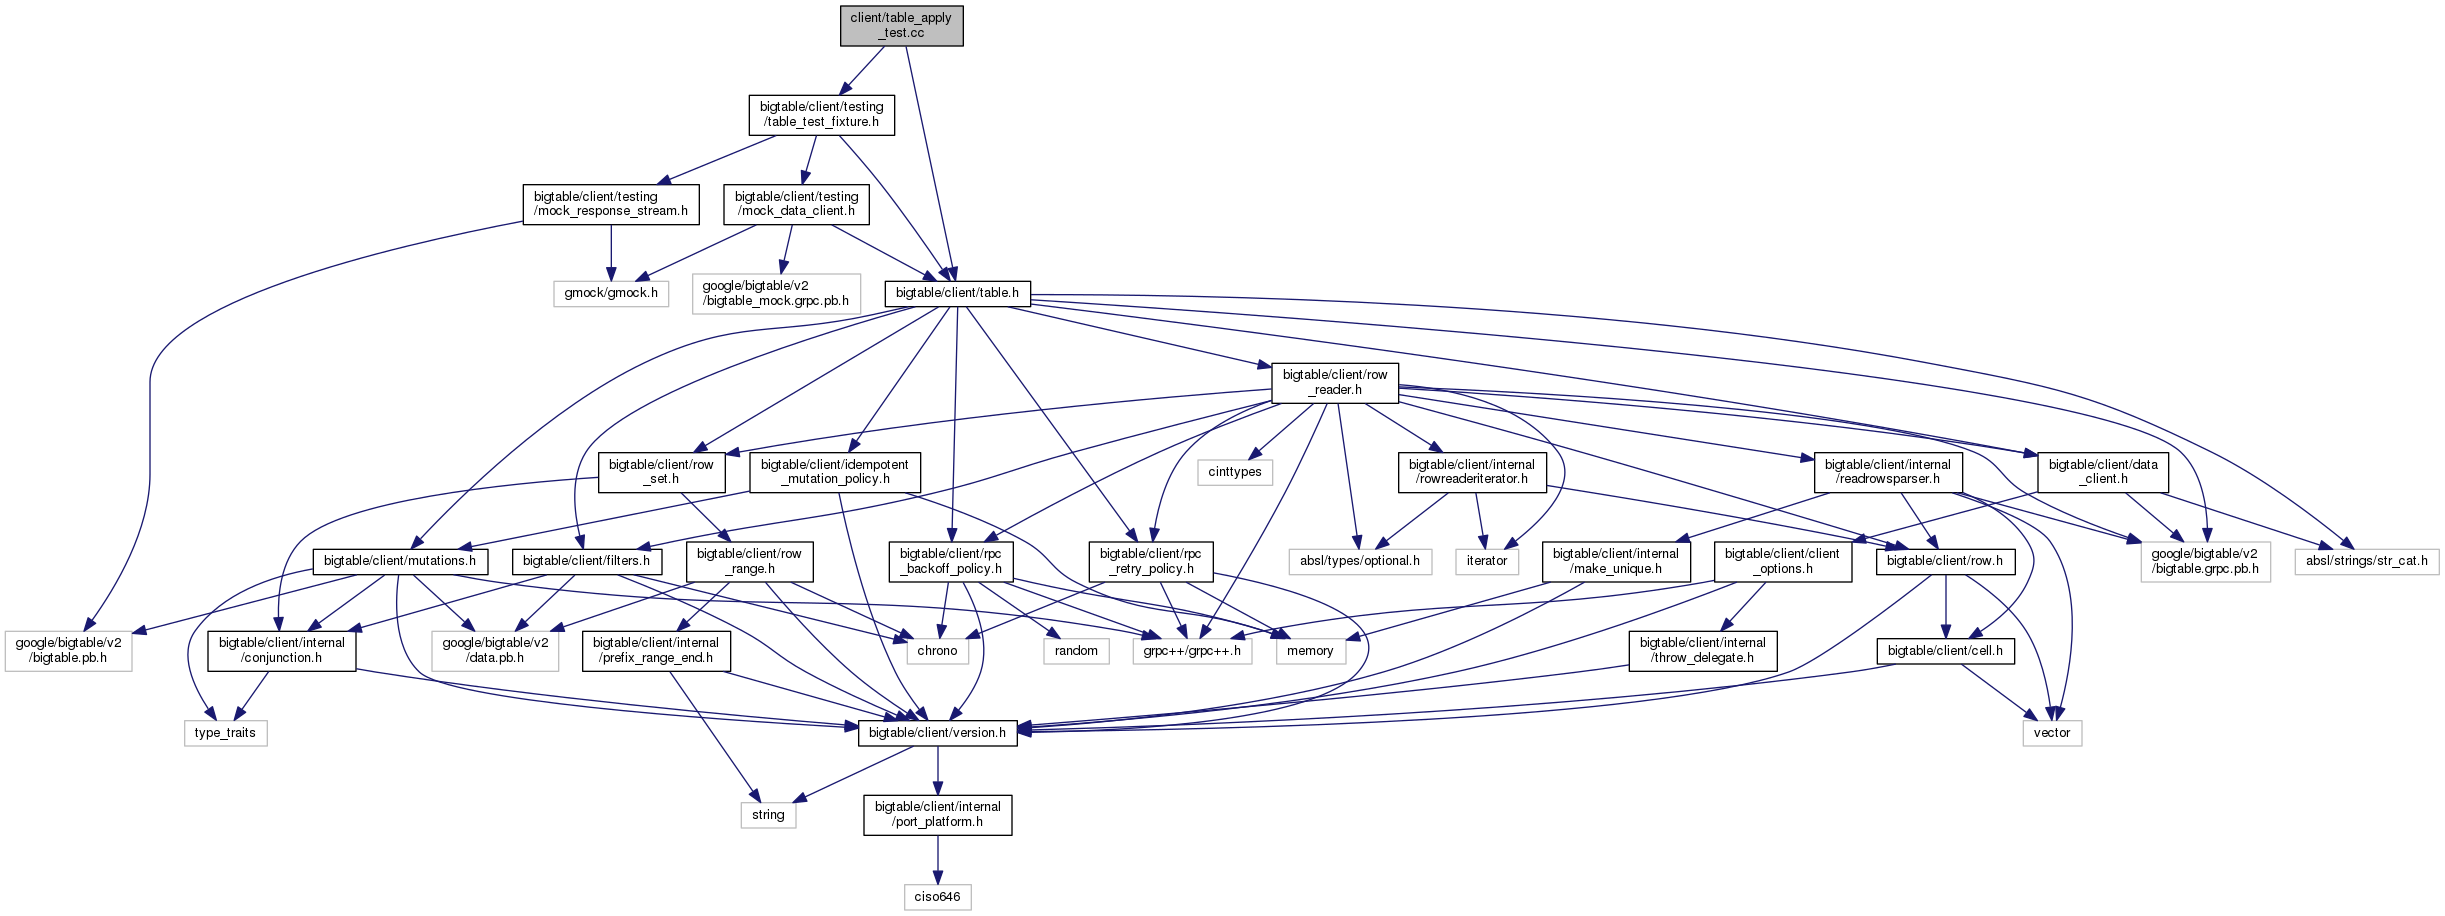 client/table_apply
_test.cc
bigtable/client/testing
/table_test_fixture.h
bigtable/client/testing
/mock_response_stream.h
bigtable/client/testing
/mock_data_client.h
gmock/gmock.h
google/bigtable/v2
/bigtable_mock.grpc.pb.h
bigtable/client/table.h
bigtable/client/row
_reader.h
bigtable/client/row
_set.h
bigtable/client/idempotent
_mutation_policy.h
cinttypes
bigtable/client/internal
/rowreaderiterator.h
bigtable/client/internal
/readrowsparser.h
bigtable/client/data
_client.h
bigtable/client/mutations.h
bigtable/client/filters.h
bigtable/client/row
_range.h
bigtable/client/rpc
_backoff_policy.h
bigtable/client/rpc
_retry_policy.h
absl/types/optional.h
iterator
bigtable/client/internal
/make_unique.h
bigtable/client/client
_options.h
bigtable/client/row.h
google/bigtable/v2
/bigtable.grpc.pb.h
absl/strings/str_cat.h
google/bigtable/v2
/bigtable.pb.h
bigtable/client/internal
/conjunction.h
google/bigtable/v2
/data.pb.h
bigtable/client/internal
/prefix_range_end.h
chrono
random
grpc++/grpc++.h
memory
bigtable/client/internal
/throw_delegate.h
bigtable/client/cell.h
type_traits
bigtable/client/version.h
vector
string
bigtable/client/internal
/port_platform.h
ciso646